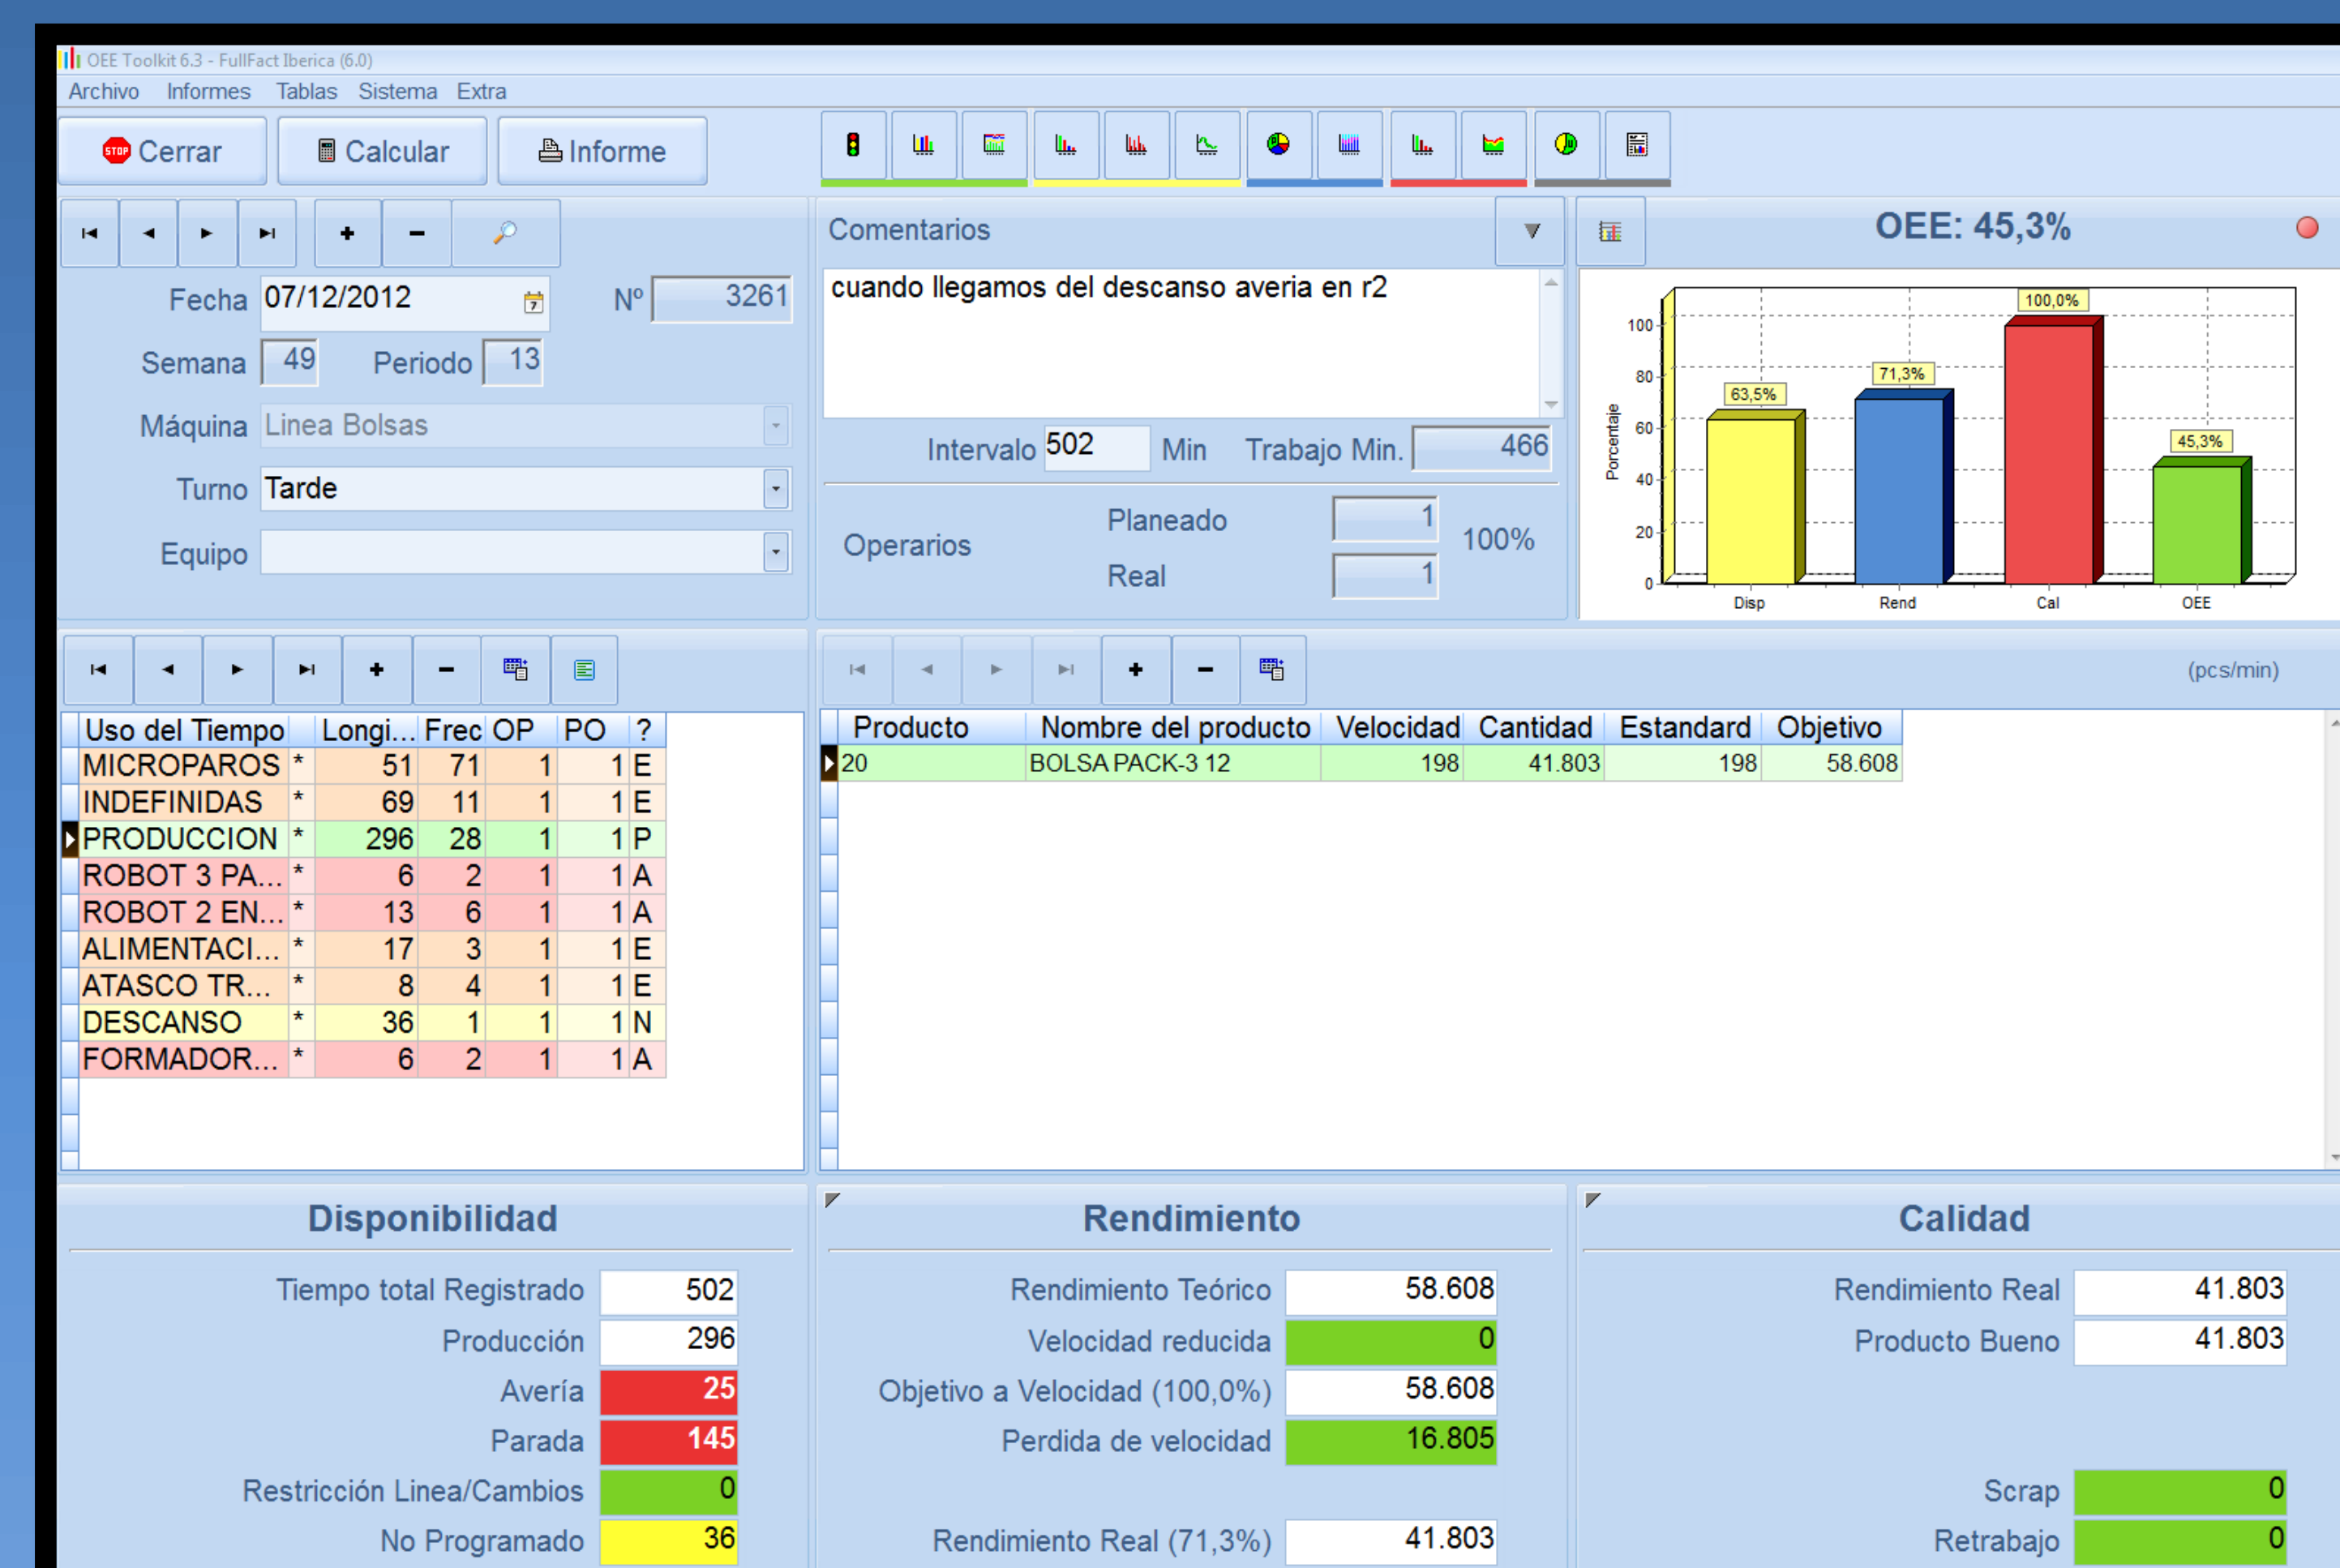 OEE Toolkit 6.3 - FullFact Iberica (6.0)
Archivo Informes Tablas Sistema Extra
STOP Cerrar Calcular Informe
Comentarios
OEE: 45,3%
Fecha 07/12/2012 7 Nº 3261
Semana 49 Periodo 13
Máquina Linea Bolsas
Turno Tarde
Equipo
cuando llegamos del descanso averia en r2
Intervalo 502 Min Trabajo Min. 466
Operarios
Planeado 1
Real 1
100%
Porcentaje
100
80
60
40
20
0
63,5%
71,3%
100,0%
45,3%
Disp Rend Cal OEE
(pcs/min)
Uso del Tiempo Longi... Frec OP PO ?
MICROPAROS * 51 71 1 1 E
INDEFINIDAS * 69 11 1 1 E
PRODUCCION * 296 28 1 1 P
ROBOT 3 PA... * 6 2 1 1 A
ROBOT 2 EN... * 13 6 1 1 A
ALIMENTACI... * 17 3 1 1 E
ATASCO TR... * 8 4 1 1 E
DESCANSO * 36 1 1 1 N
FORMADOR... * 6 2 1 1 A
Producto Nombre del producto Velocidad Cantidad Estandard Objetivo
20 BOLSA PACK-3 12 198 41.803 198 58.608
Disponibilidad
Tiempo total Registrado 502
Producción 296
Avería 25
Parada 145
Restricción Linea/Cambios 0
No Programado 36
Rendimiento
Rendimiento Teórico 58.608
Velocidad reducida 0
Objetivo a Velocidad (100,0%) 58.608
Perdida de velocidad 16.805
Rendimiento Real (71,3%) 41.803
Calidad
Rendimiento Real 41.803
Producto Bueno 41.803
Scrap 0
Retrabajo 0